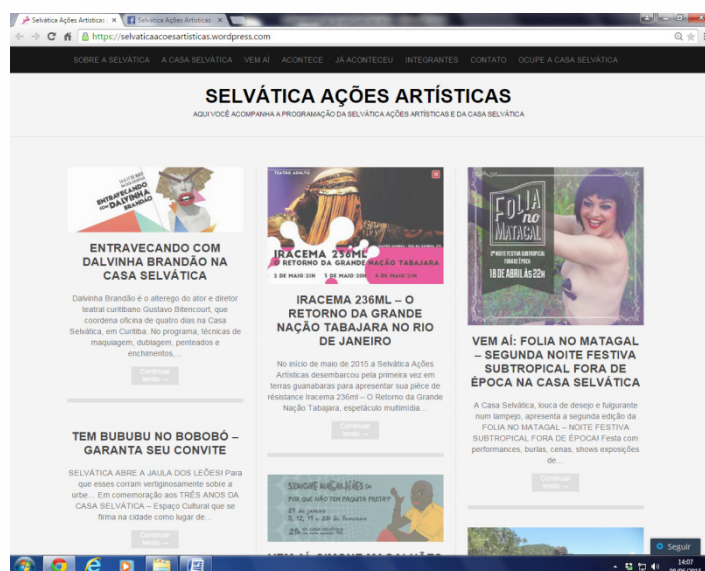 Selvática Ações Artísticas
Selvática Ações Artísticas
https://selvaticaacoesartisticas.wordpress.com
SOBRE A SELVÁTICA A CASA SELVÁTICA VEM AÍ ACONTECE JÁ ACONTECEU INTEGRANTES CONTATO OCUPE A CASA SELVÁTICA
SELVÁTICA AÇÕES ARTÍSTICAS
AQUI VOCÊ ACOMPANHA A PROGRAMAÇÃO DA SELVÁTICA AÇÕES ARTÍSTICAS E DA CASA SELVÁTICA
ENTRAVECANDO
COM DALVINHA
BRANDÃO
ENTRAVECANDO COM
DALVINHA BRANDÃO NA
CASA SELVÁTICA
Dalvinha Brandão é o alterego do ator e diretor
teatral curitibano Gustavo Bitencourt, que
coordena oficina de quatro dias na Casa
Selvática, em Curitiba. No programa, técnicas de
maquiagem, dublagem, penteados e
enchimentos,...
Continuar
lendo →
TEM BUBUBU NO BOBOBÓ –
GARANTA SEU CONVITE
SELVÁTICA ABRE A JAULA DOS LEÕES! Para
que esses corram vertiginosamente sobre a
urbe... Em comemoração aos TRÊS ANOS DA
CASA SELVÁTICA – Espaço Cultural que se
firma na cidade como lugar de...
TEATRO ADULTO
IRACEMA 236ML
O RETORNO DA GRANDE NAÇÃO TABAJARA
2 DE MAIO 21H 3 DE MAIO 20H 4 DE MAIO 21H
IRACEMA 236ML – O
RETORNO DA GRANDE
NAÇÃO TABAJARA NO RIO
DE JANEIRO
No início de maio de 2015 a Selvática Ações
Artísticas desembarcou pela primeira vez em
terras guanabaras para apresentar sua pièce de
résistance Iracema 236ml – O Retorno da Grande
Nação Tabajara, espetáculo multimídia...
Continuar
lendo →
SIMONE MAGALHÃES in
POR QUE NÃO TEM PAQUITA PRETA?
29 de janeiro
FOLIA
no
MATAGAL
2ª NOITE FESTIVA SUBTROPICAL
FORA DE ÉPOCA
18 DE ABRIL ÀS 22H
VEM AÍ: FOLIA NO MATAGAL
– SEGUNDA NOITE FESTIVA
SUBTROPICAL FORA DE
ÉPOCA NA CASA SELVÁTICA
A Casa Selvática, louca de desejo e fulgurante
num lampejo, apresenta a segunda edição da
FOLIA NO MATAGAL – NOITE FESTIVA
SUBTROPICAL FORA DE ÉPOCA! Festa com
performances, burlas, cenas, shows exposições
de...
Continuar
lendo →
Seguir
14:07